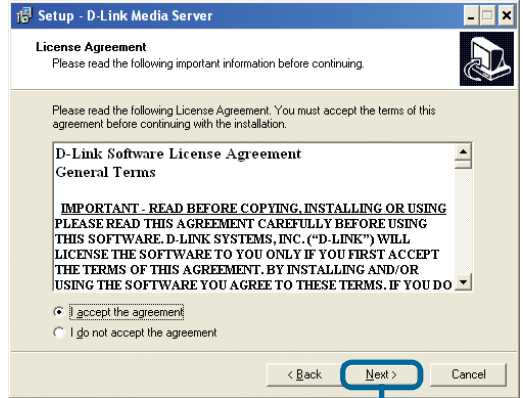 Setup - D-Link Media Server
License Agreement
Please read the following important information before continuing.
Please read the following License Agreement. You must accept the terms of this
agreement before continuing with the installation.
D-Link Software License Agreement
General Terms
IMPORTANT - READ BEFORE COPYING, INSTALLING OR USING
PLEASE READ THIS AGREEMENT CAREFULLY BEFORE USING
THIS SOFTWARE. D-LINK SYSTEMS, INC. (“D-LINK”) WILL
LICENSE THE SOFTWARE TO YOU ONLY IF YOU FIRST ACCEPT
THE TERMS OF THIS AGREEMENT. BY INSTALLING AND/OR
USING THE SOFTWARE YOU AGREE TO THESE TERMS. IF YOU DO
I accept the agreement
I do not accept the agreement
< Back Next > Cancel